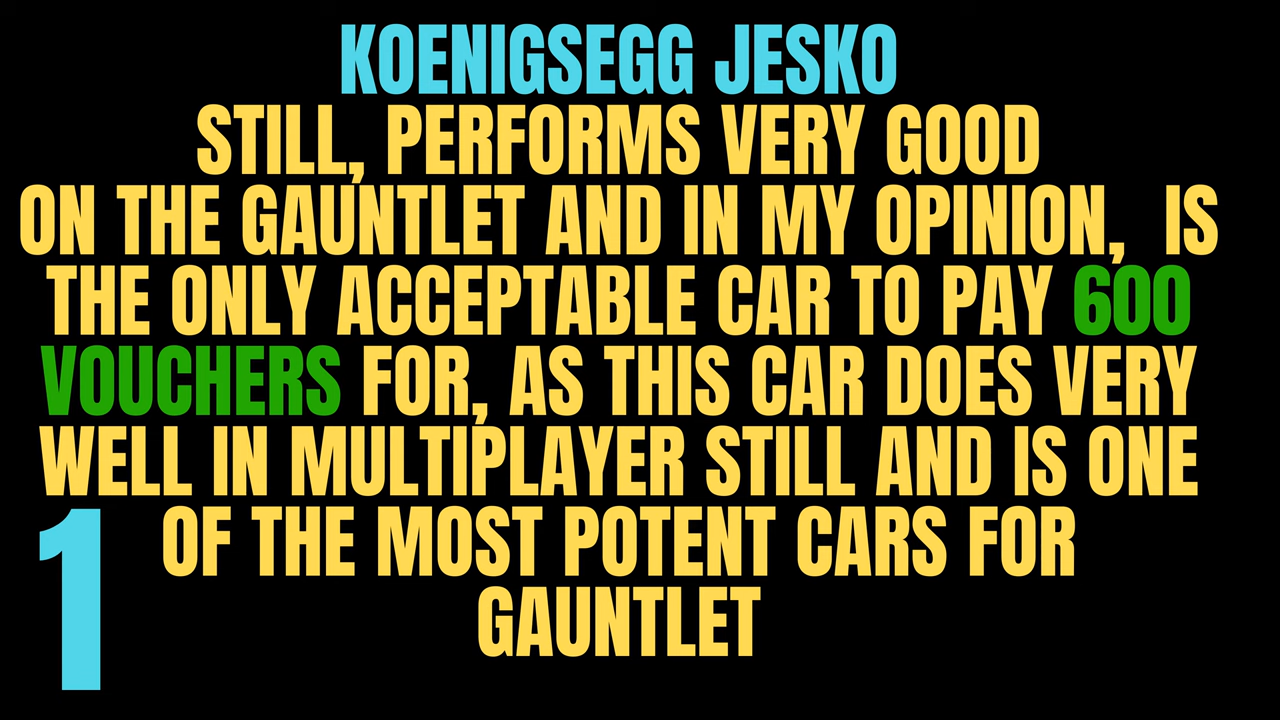 KOENIGSEGG JESKO
STILL, PERFORMS VERY GOOD
ON THE GAUNTLET AND IN MY OPINION,  IS
THE ONLY ACCEPTABLE CAR TO PAY 600
VOUCHERS FOR, AS THIS CAR DOES VERY
WELL IN MULTIPLAYER STILL AND IS ONE
OF THE MOST POTENT CARS FOR
GAUNTLET
1